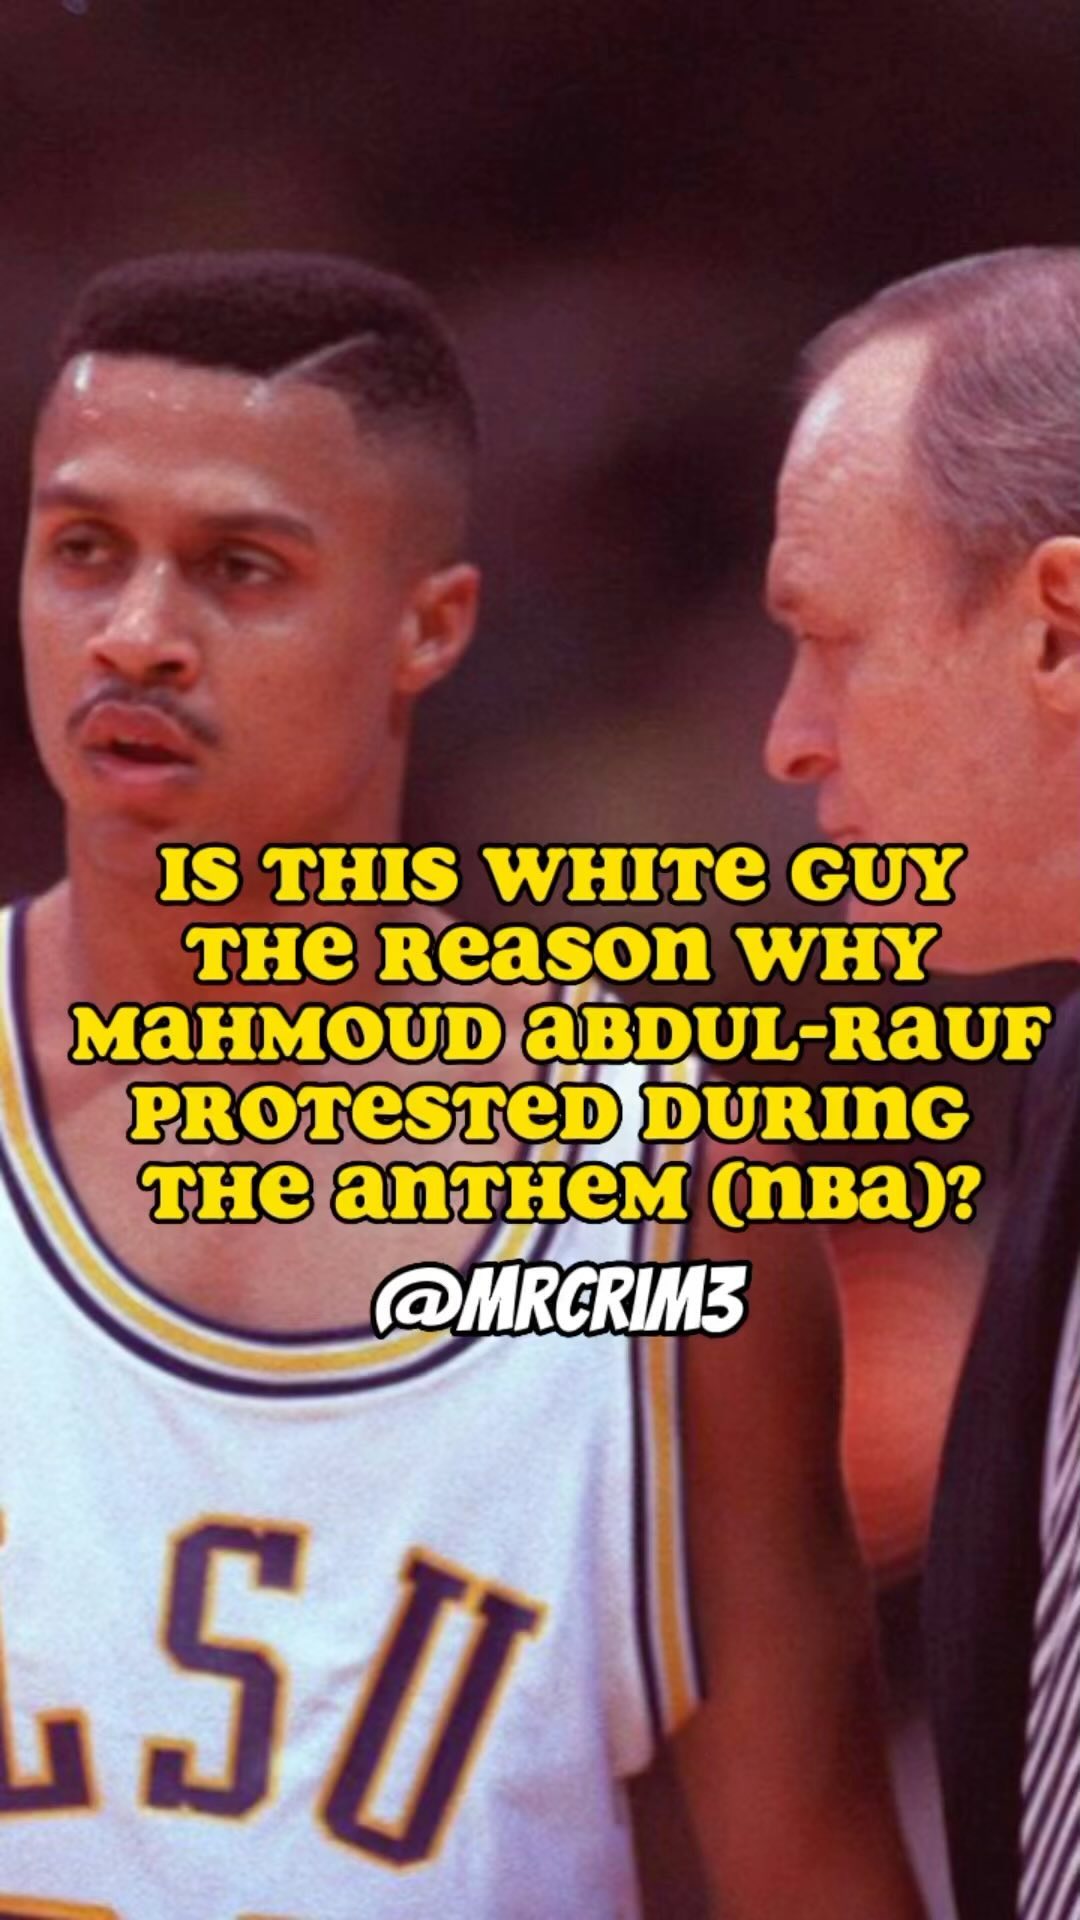 IS THIS WHITE GUY
THE REASON WHY
MAHMOUD ABDUL-RAUF
PROTESTED DURING
THE ANTHEM (NBA)?
@MRCRIM3
LSU